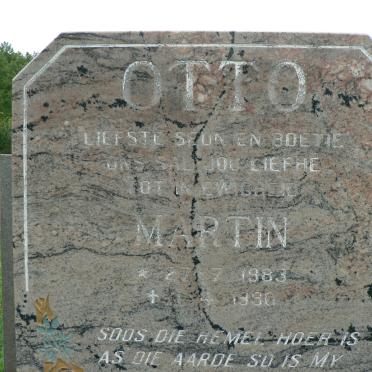 OTTO
LIEFSTE SEUN EN BOETIE
ONS SAL JOU LIEFHE
TOT IN EWIGHEID
MARTIN
* 27 7 1983
† 4 1990
SOOS DIE HEMEL HOËR IS
AS DIE AARDE SO IS MY